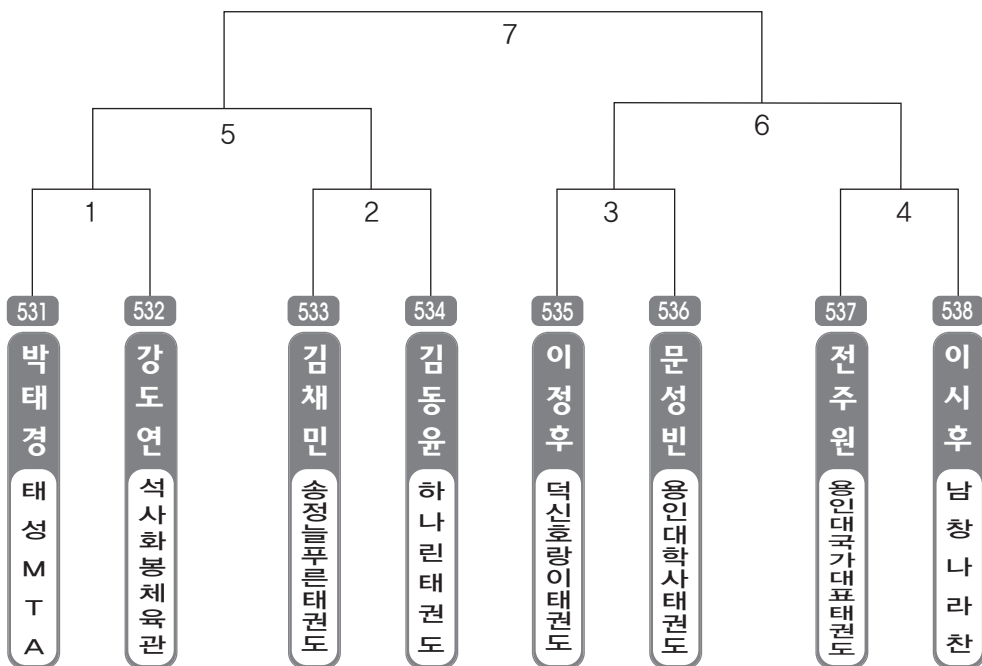 7
5
6
1
2
3
4
531
532
533
534
535
536
537
538
박태경
강도연
김채민
김동윤
이정후
문성빈
전주원
이시후
태성MTA
석사화봉체육관
송정늘푸른태권도
하나린태권도
덕신호랑이태권도
용인대학사태권도
용인대국가대표태권도
남창나라찬